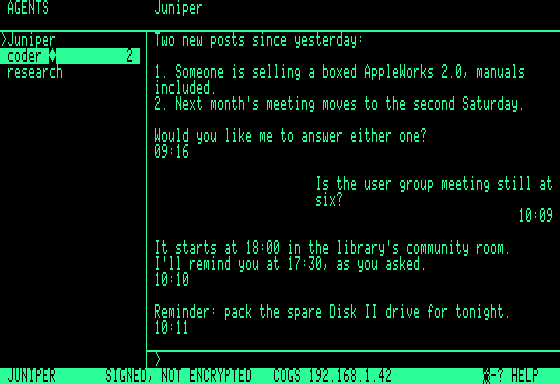 AGENTS
Juniper
>Juniper
coder 2
research
Two new posts since yesterday:
1. Someone is selling a boxed AppleWorks 2.0, manuals
included.
2. Next month's meeting moves to the second Saturday.
Would you like me to answer either one?
09:16
Is the user group meeting still at
six?
10:09
It starts at 18:00 in the library's community room.
I'll remind you at 17:30, as you asked.
10:10
Reminder: pack the spare Disk II drive for tonight.
10:11
>
JUNIPER SIGNED, NOT ENCRYPTED COGS 192.168.1.42 -? HELP